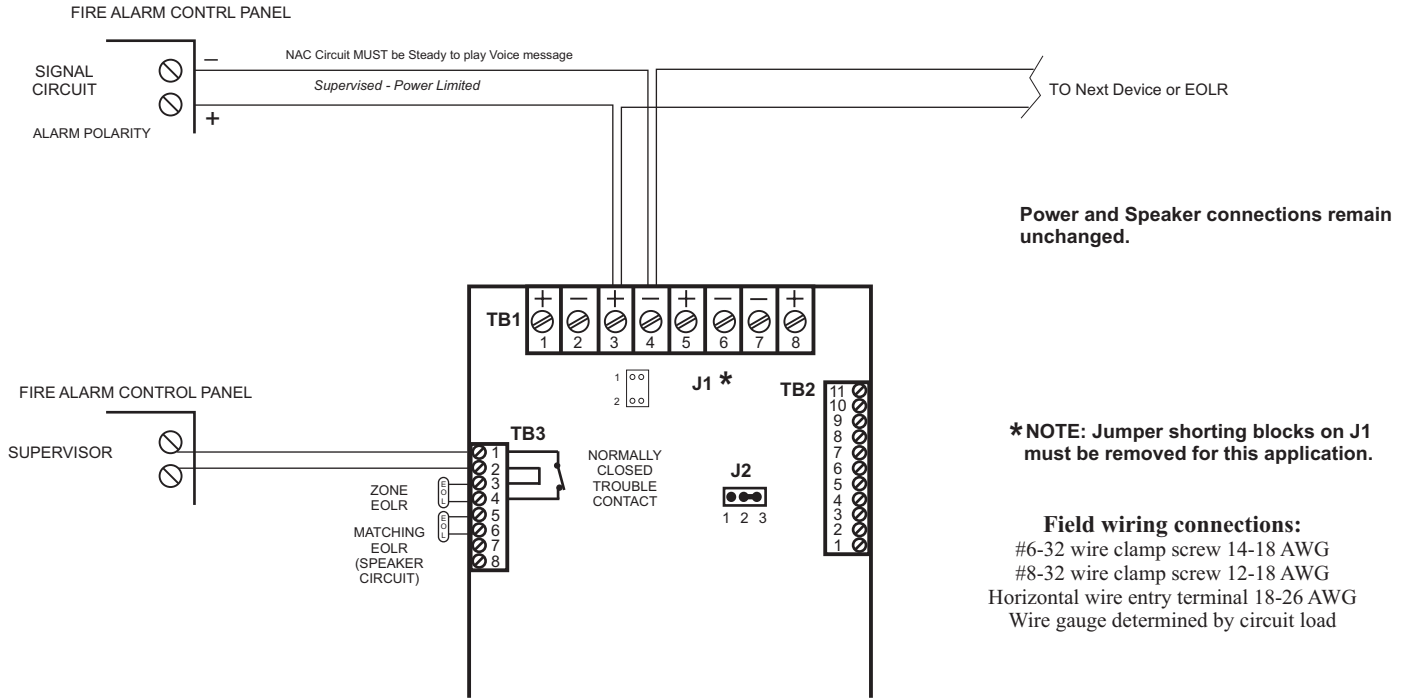 FIRE ALARM CONTRL PANEL
SIGNAL
CIRCUIT
ALARM POLARITY
–
+
NAC Circuit MUST be Steady to play Voice message
Supervised - Power Limited
TO Next Device or EOLR
Power and Speaker connections remain
unchanged.
TB1
+ – + – + – – +
1 2 3 4 5 6 7 8
1
2
J1 *
TB2
11
10
9
8
7
6
5
4
3
2
1
FIRE ALARM CONTROL PANEL
SUPERVISOR
TB3
1
2
3
4
5
6
7
8
NORMALLY
CLOSED
TROUBLE
CONTACT
ZONE
EOLR
EOL
MATCHING
EOLR
(SPEAKER
CIRCUIT)
EOL
J2
1 2 3
*NOTE: Jumper shorting blocks on J1
must be removed for this application.
Field wiring connections:
#6-32 wire clamp screw 14-18 AWG
#8-32 wire clamp screw 12-18 AWG
Horizontal wire entry terminal 18-26 AWG
Wire gauge determined by circuit load